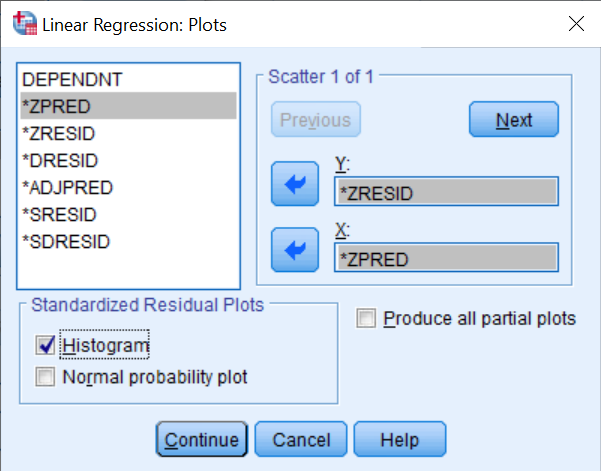 Linear Regression: Plots
DEPENDNT
*ZPRED
*ZRESID
*DRESID
*ADJPRED
*SRESID
*SDRESID
Scatter 1 of 1
Previous
Next
Y:
*ZRESID
X:
*ZPRED
Standardized Residual Plots
Histogram
Normal probability plot
Produce all partial plots
Continue
Cancel
Help